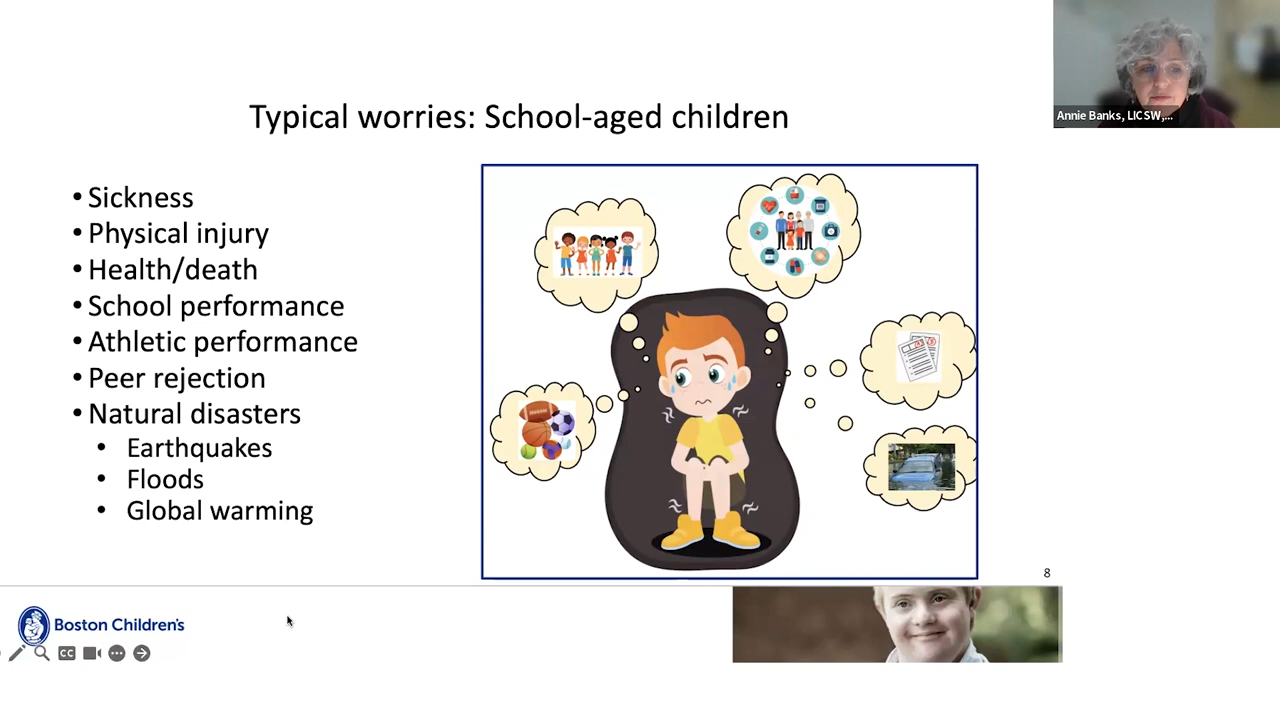 Typical worries: School-aged children
Annie Banks, LICSW,...
• Sickness
• Physical injury
• Health/death
• School performance
• Athletic performance
• Peer rejection
• Natural disasters
• Earthquakes
• Floods
• Global warming
8
Boston Children's
CC